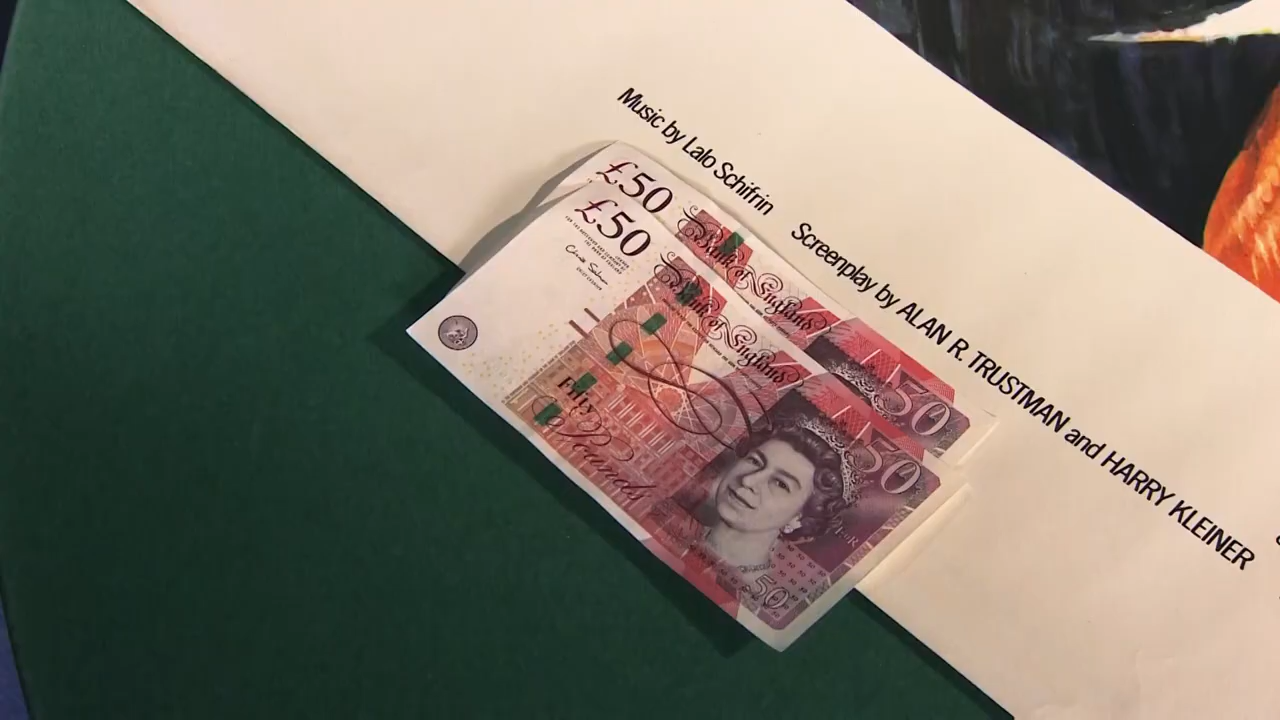 Music by Lalo Schifrin Screenplay by ALAN R. TRUSTMAN and HARRY KLEINER
£50
Bank of England
50
£50
Bank of England
50
Fifty
Pounds
50